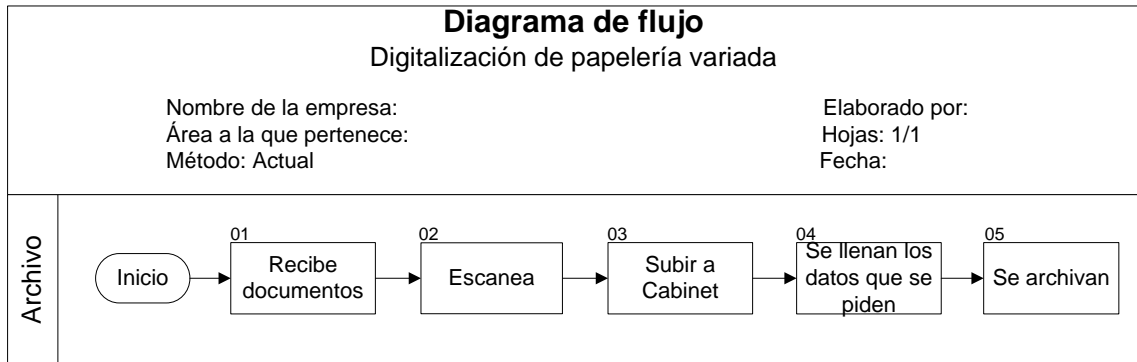 Diagrama de flujo
Digitalización de papelería variada
Nombre de la empresa:
Área a la que pertenece:
Método: Actual
Elaborado por:
Hojas: 1/1
Fecha:
Archivo
Inicio
01
Recibe
documentos
02
Escanea
03
Subir a
Cabinet
04
Se llenan los
datos que se
piden
05
Se archivan